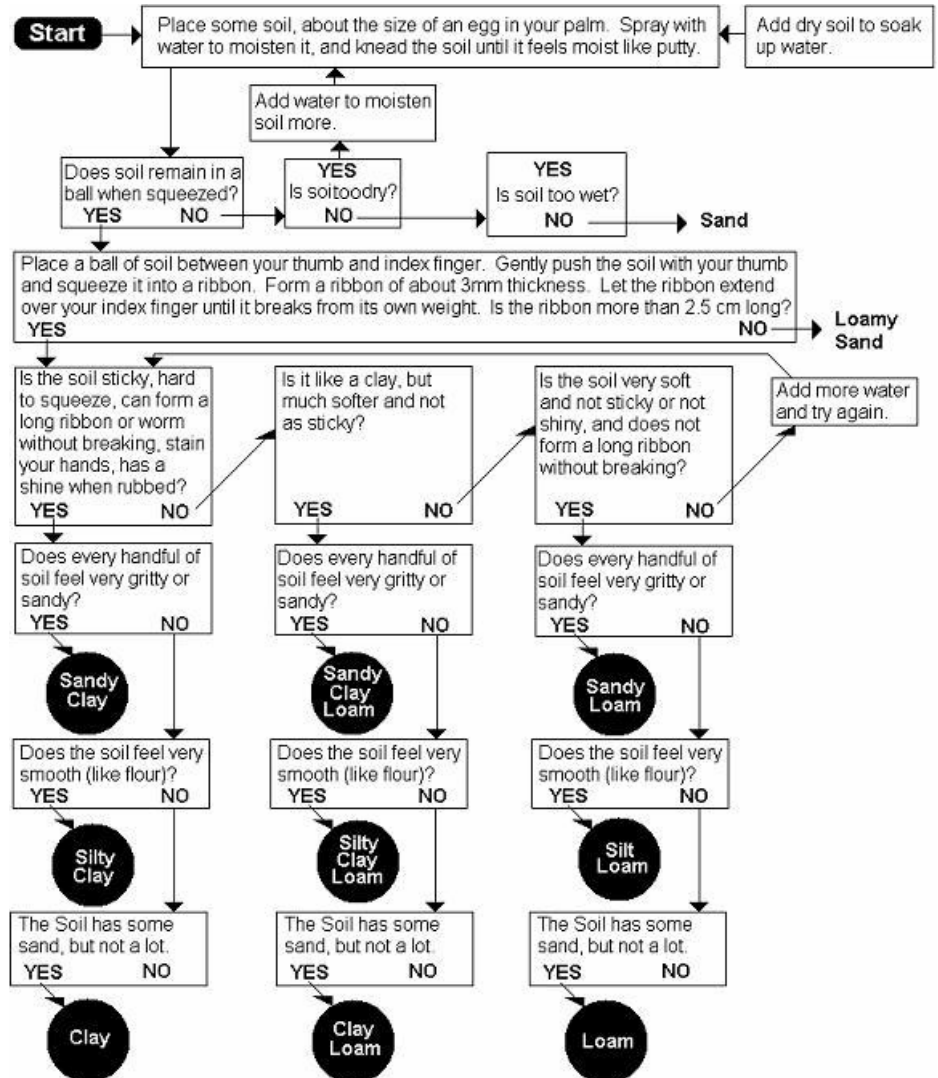 Start
Place some soil, about the size of an egg in your palm. Spray with
water to moisten it, and knead the soil until it feels moist like putty.
Add dry soil to soak
up water.
Add water to moisten
soil more.
Does soil remain in a
ball when squeezed?
YES NO
YES
Is soitoodry?
NO
YES
Is soil too wet?
NO
Sand
Place a ball of soil between your thumb and index finger. Gently push the soil with your thumb
and squeeze it into a ribbon. Form a ribbon of about 3mm thickness. Let the ribbon extend
over your index finger until it breaks from its own weight. Is the ribbon more than 2.5 cm long?
YES NO
Loamy
Sand
Is the soil sticky, hard
to squeeze, can form a
long ribbon or worm
without breaking, stain
your hands, has a
shine when rubbed?
YES NO
Is it like a clay, but
much softer and not
as sticky?
YES NO
Is the soil very soft
and not sticky or not
shiny, and does not
form a long ribbon
without breaking?
YES NO
Add more water
and try again.
Does every handful of
soil feel very gritty or
sandy?
YES NO
Does every handful of
soil feel very gritty or
sandy?
YES NO
Does every handful of
soil feel very gritty or
sandy?
YES NO
Sandy
Clay
Sandy
Clay
Loam
Sandy
Loam
Does the soil feel very
smooth (like flour)?
YES NO
Does the soil feel very
smooth (like flour)?
YES NO
Does the soil feel very
smooth (like flour)?
YES NO
Silty
Clay
Silty
Clay
Loam
Silt
Loam
The Soil has some
sand, but not a lot.
YES NO
The Soil has some
sand, but not a lot.
YES NO
The Soil has some
sand, but not a lot.
YES NO
Clay
Clay
Loam
Loam